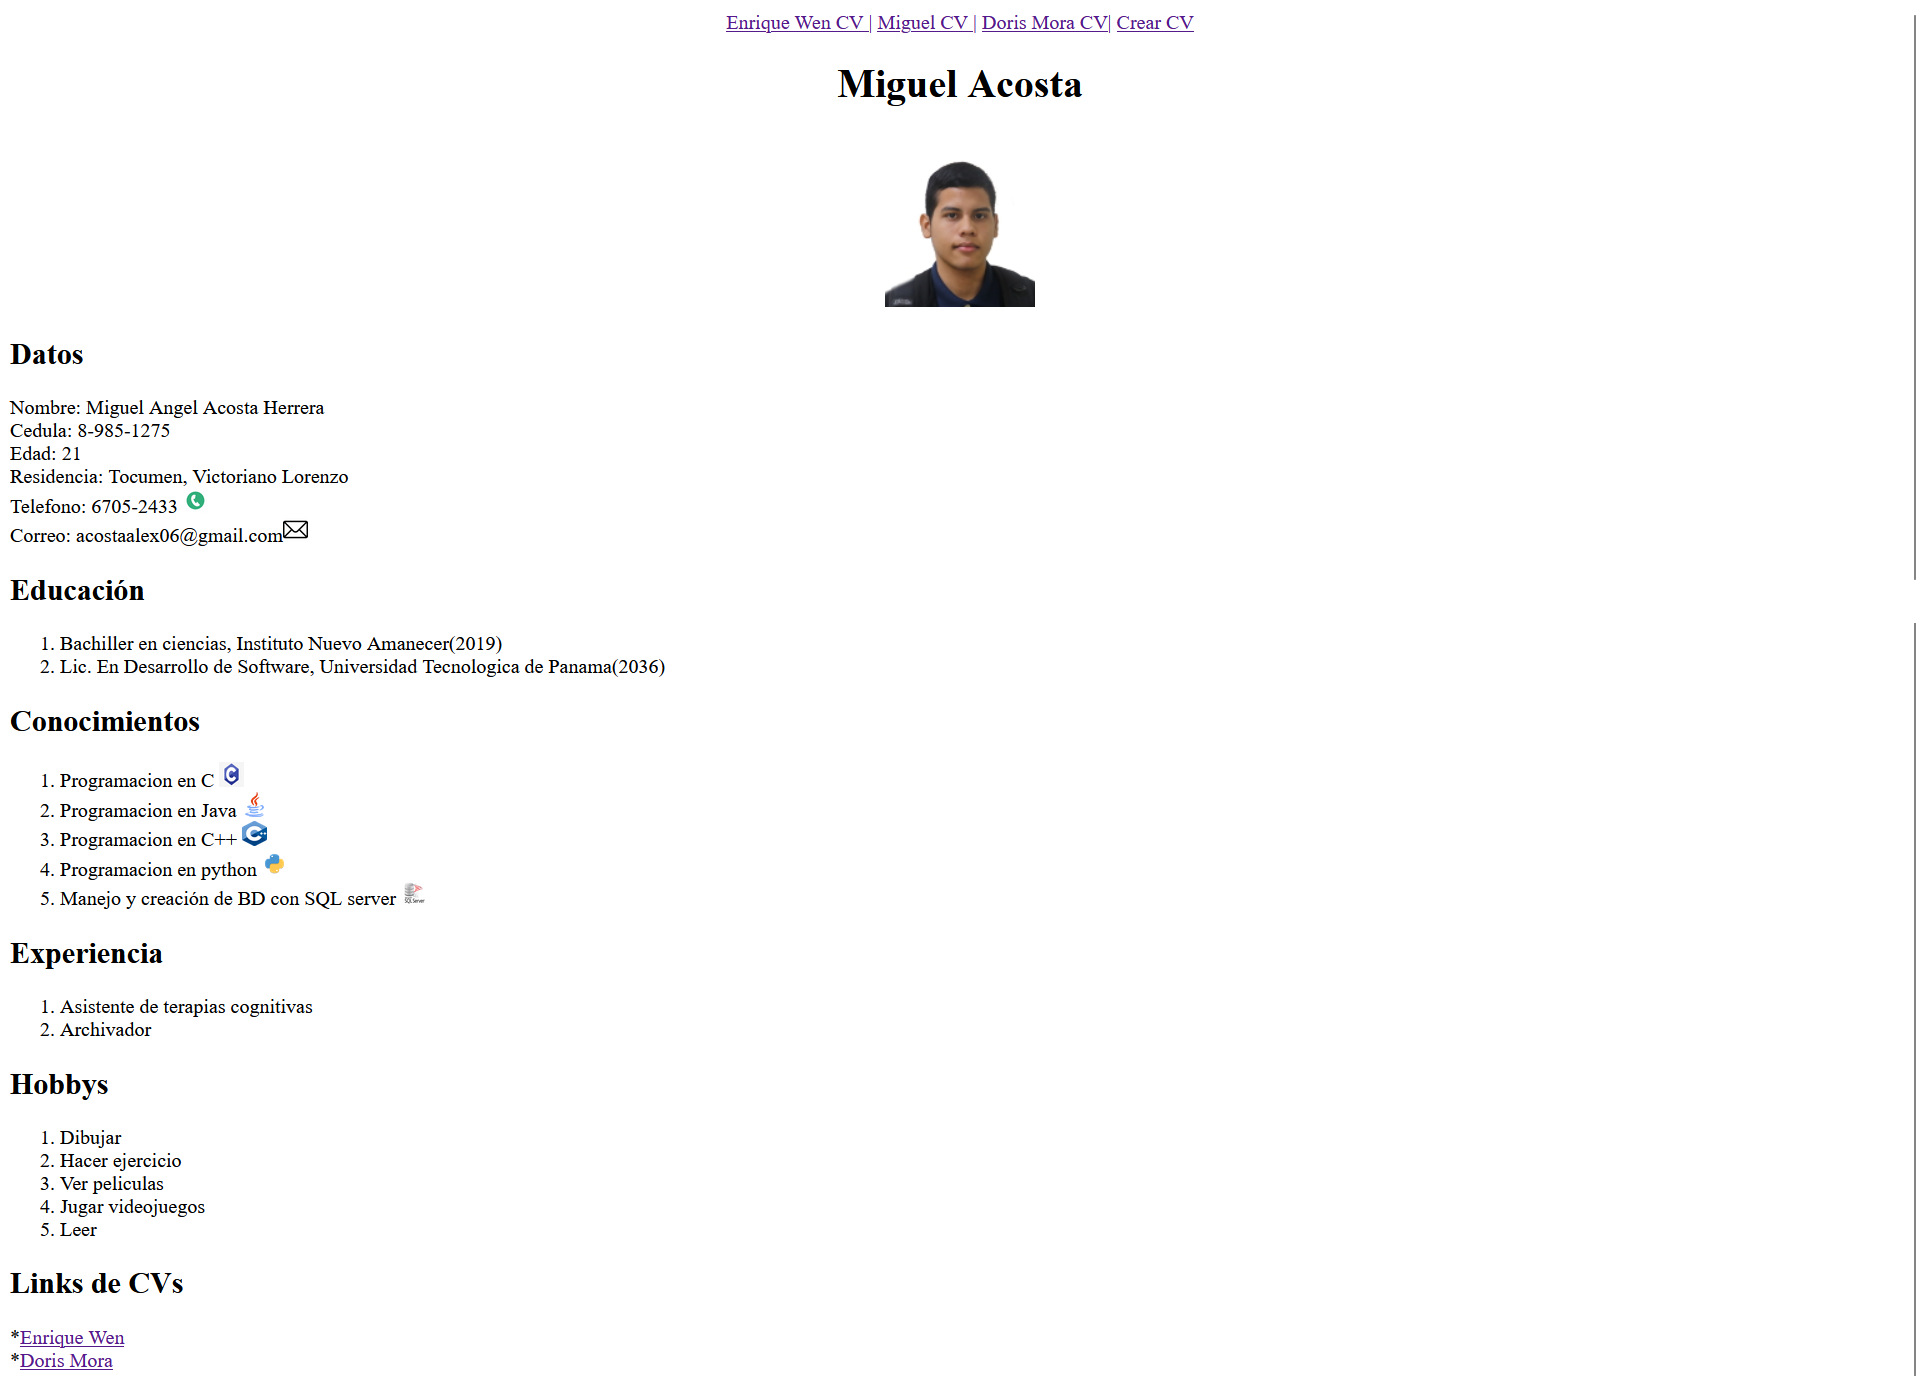 Enrique Wen CV | Miguel CV | Doris Mora CV| Crear CV
Miguel Acosta
Datos
Nombre: Miguel Angel Acosta Herrera
Cedula: 8-985-1275
Edad: 21
Residencia: Tocumen, Victoriano Lorenzo
Telefono: 6705-2433
Correo: acostaalex06@gmail.com
Educación
1. Bachiller en ciencias, Instituto Nuevo Amanecer(2019)
2. Lic. En Desarrollo de Software, Universidad Tecnologica de Panama(2036)
Conocimientos
1. Programacion en C
2. Programacion en Java
3. Programacion en C++
4. Programacion en python
5. Manejo y creación de BD con SQL server
Experiencia
1. Asistente de terapias cognitivas
2. Archivador
Hobbys
1. Dibujar
2. Hacer ejercicio
3. Ver peliculas
4. Jugar videojuegos
5. Leer
Links de CVs
*Enrique Wen
*Doris Mora